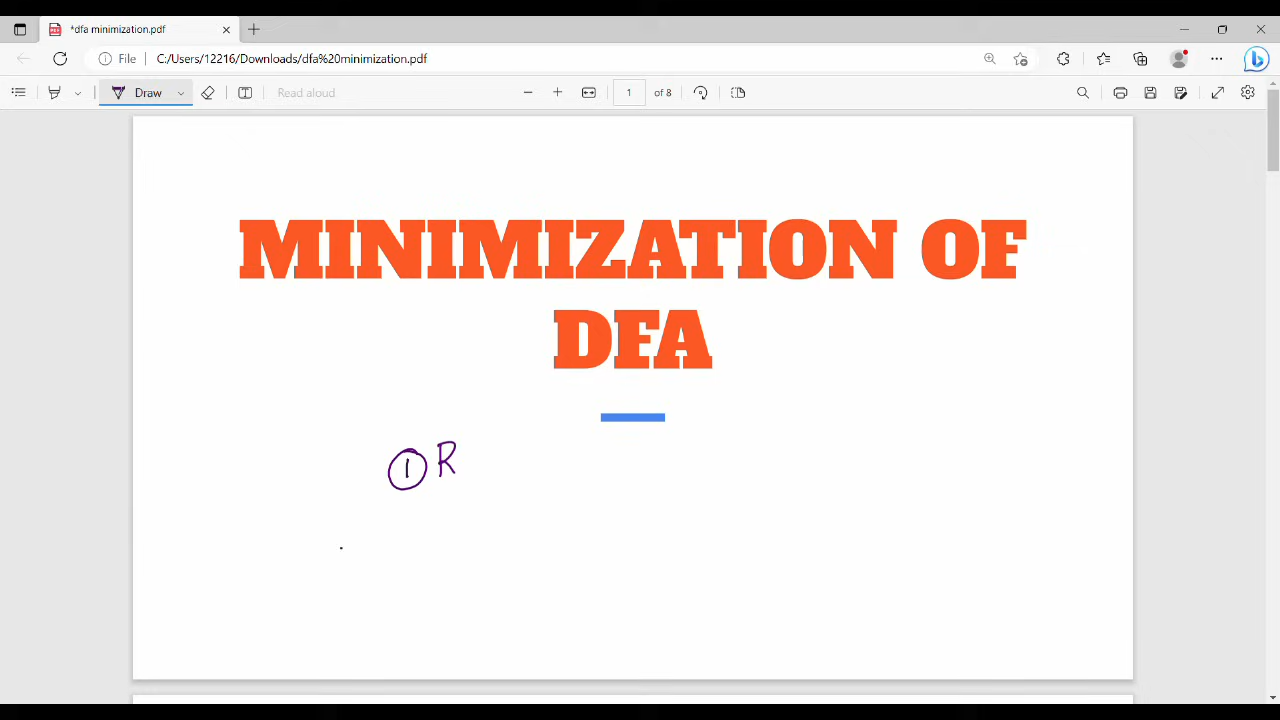 *dfa minimization.pdf
File
C:/Users/12216/Downloads/dfa%20minimization.pdf
Draw
Read aloud
1 of 8
MINIMIZATION OF
DFA
1 R